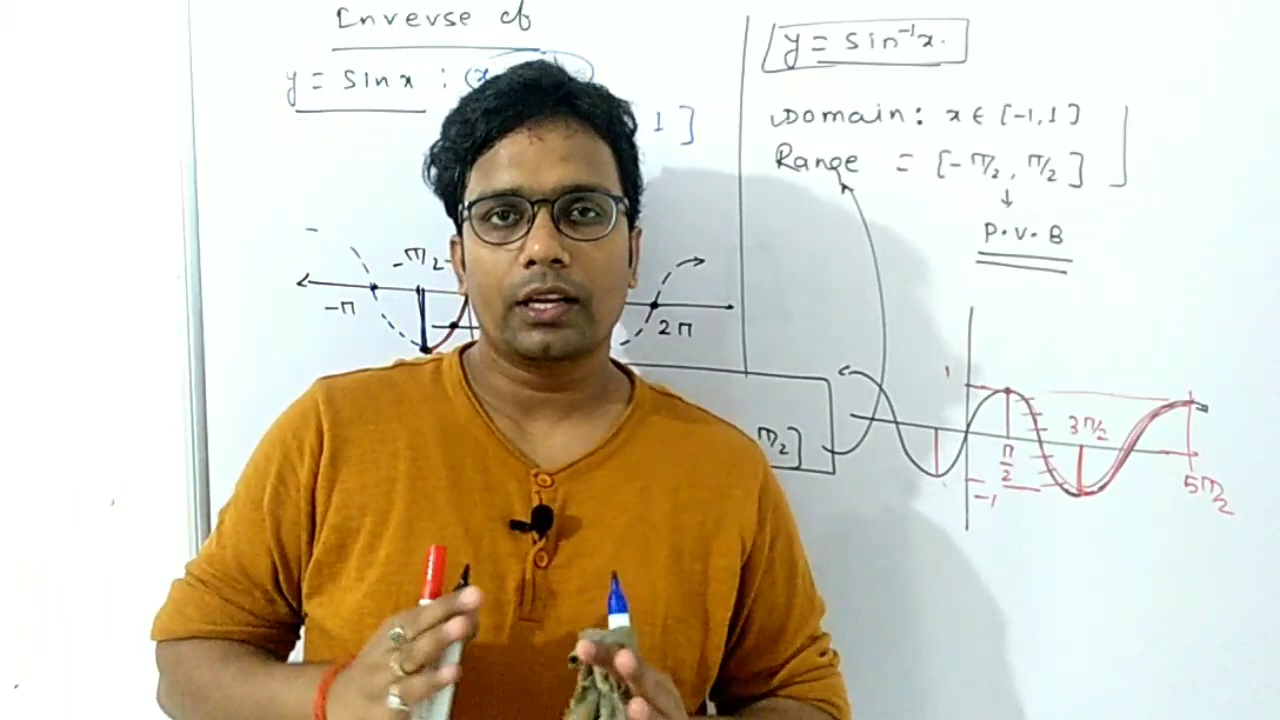 Inverse of
y = sin x :
1 ]
-π/2
-π
2π
π/2]
y = sin⁻¹x.
Domain: x ∈ [-1, 1]
Range = [-π/2, π/2]
P.V.B
1
-1
π/2
3π/2
5π/2